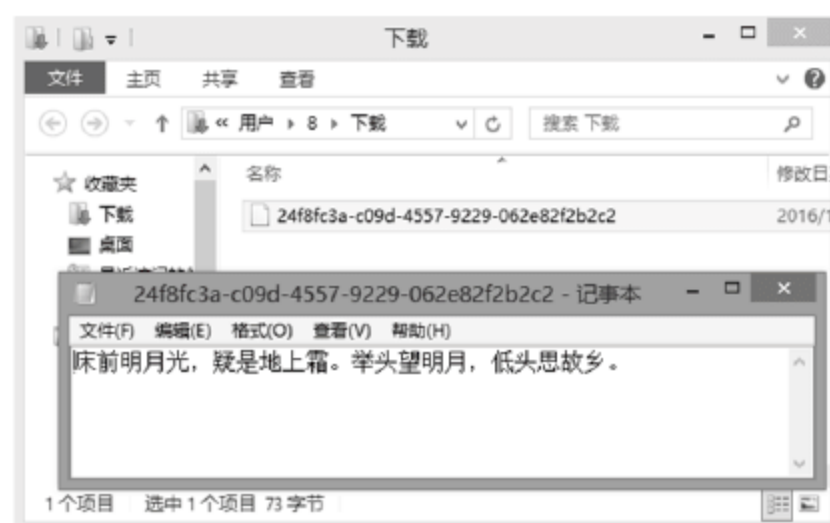 下载
文件 主页 共享 查看
« 用户 › 8 › 下载 搜索 下载
收藏夹 名称 修改日
下载 24f8fc3a-c09d-4557-9229-062e82f2b2c2 2016/1
桌面
24f8fc3a-c09d-4557-9229-062e82f2b2c2 - 记事本
文件(F) 编辑(E) 格式(O) 查看(V) 帮助(H)
床前明月光，疑是地上霜。举头望明月，低头思故乡。
1 个项目 选中 1 个项目 73 字节